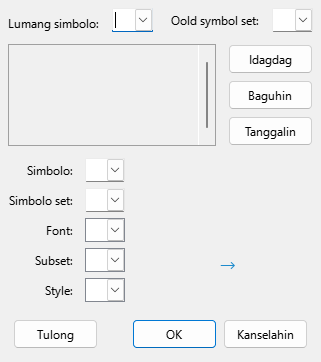 Lumang simbolo: Oold symbol set:
Idagdag
Baguhin
Tanggalin
Simbolo:
Simbolo set:
Font:
Subset:
Style:
Tulong OK Kanselahin